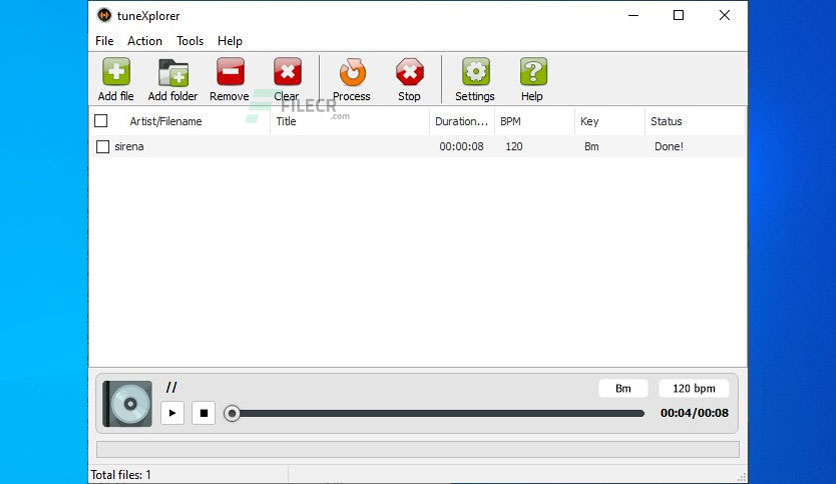 tuneXplorer
File Action Tools Help
Add file Add folder Remove Clear Process Stop Settings Help
FILECR
.com
Artist/Filename Title Duration... BPM Key Status
sirena 00:00:08 120 Bm Done!
// Bm 120 bpm
00:04/00:08
Total files: 1